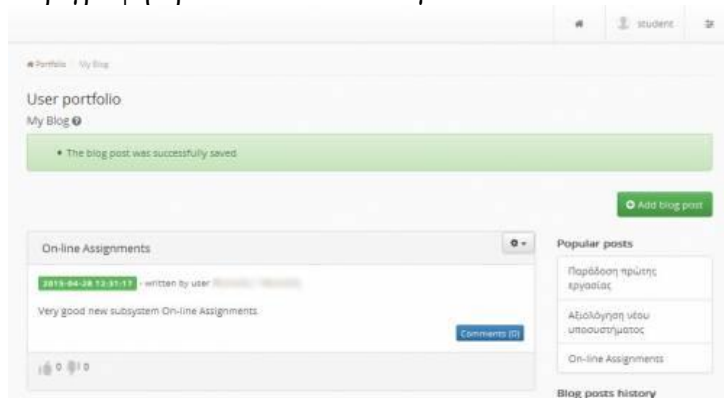 student
Portfolio My Blog
User portfolio
My Blog
The blog post was successfully saved
Add blog post
On-line Assignments
2015-04-28 12:51:17 - written by user
Very good new subsystem On-line Assignments
Comments (0)
0 0
Popular posts
Παράδοση πρώτης
εργασίας
Αξιολόγηση νέου
υποσυστήματος
On-line Assignments
Blog posts history